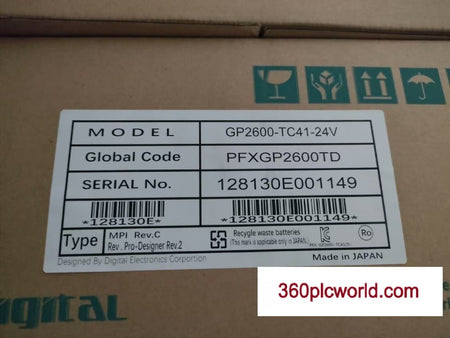 MODEL GP2600-TC41-24V
Global Code PFXGP2600TD
SERIAL No. 128130E001149
*128130E* *128130E001149*
Type MPI Rev.C
Rev. Pro-Designer Rev.2
Recycle waste batteries
(This mark is applicable only in JAPAN.)
Ro
Designed By Digital Electronics Corporation
Made in JAPAN
digital
360plcworld.com